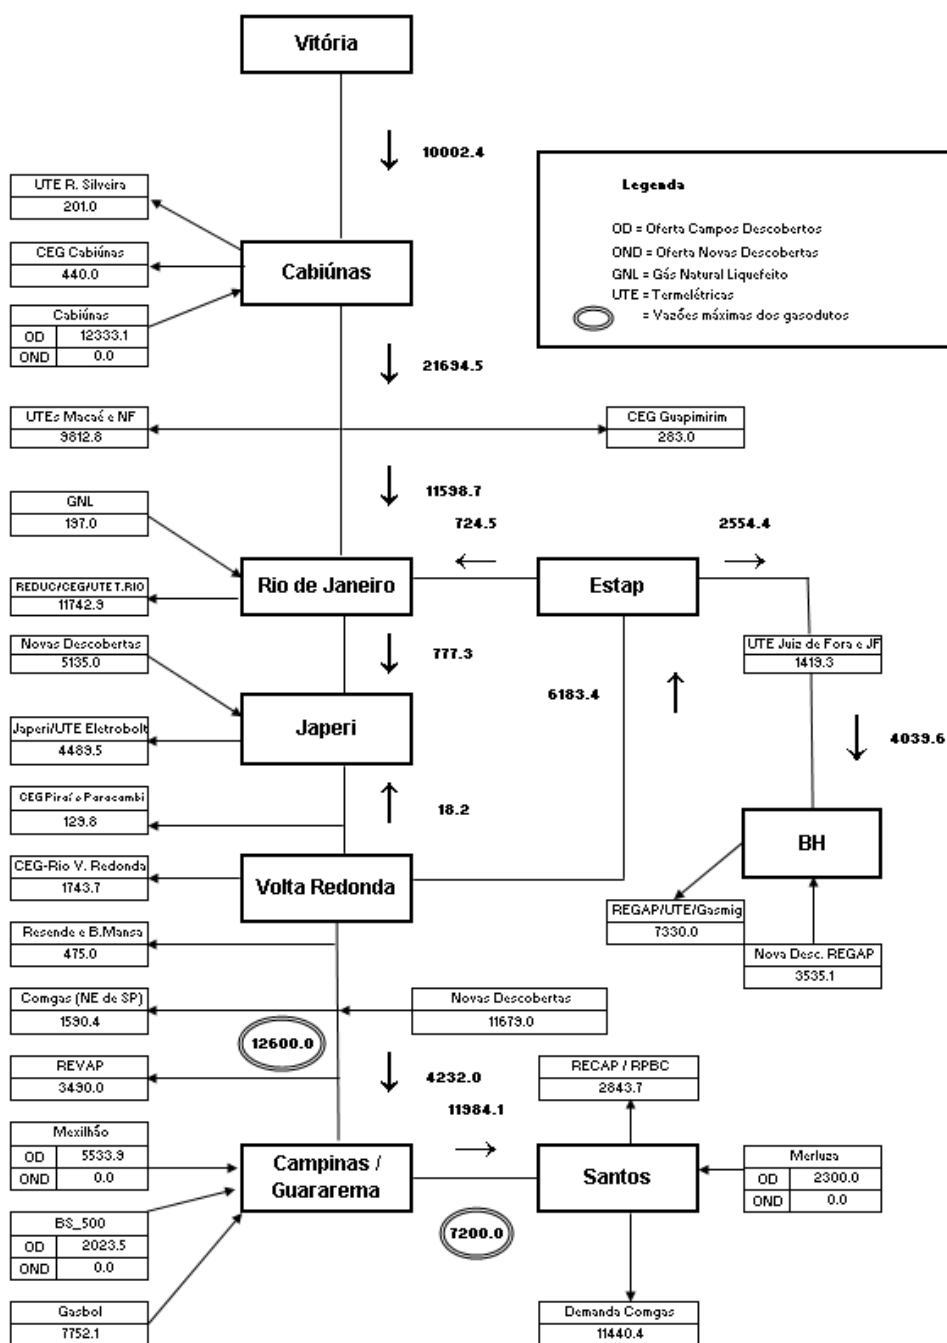 Vitória
10002.4
Legenda
OD = Oferta Campos Descobertos
OND = Oferta Novas Descobertas
GNL = Gás Natural Liquefeito
UTE = Termelétricas
= Vazões máximas dos gasodutos
UTE R. Silveira
201.0
CEG Cabiúnas
440.0
Cabiúnas
Cabiúnas
OD 12333.1
OND 0.0
21694.5
UTEs Macaé e NF
9812.8
CEG Guapimirim
283.0
11598.7
GNL
197.0
724.5
2554.4
Rio de Janeiro
Estap
REDUC/CEG/UTE T.RIO
11742.9
Novas Descobertas
5135.0
777.3
UTE Juiz de Fora e JF
1419.3
6183.4
Japeri
Japeri/UTE Eletrobolt
4489.5
4039.6
CEG Piraí e Paracambi
129.8
18.2
BH
CEG-Rio V. Redonda
1743.7
Volta Redonda
REGAP/UTE/Gasmig
7330.0
Resende e B.Mansa
475.0
Nova Desc. REGAP
3535.1
Comgas (NE de SP)
1590.4
Novas Descobertas
11679.0
12600.0
REVAP
3490.0
4232.0
11984.1
RECAP / RPBC
2843.7
Mexilhão
OD 5533.9
OND 0.0
Campinas /
Guararema
Santos
Merluza
OD 2300.0
OND 0.0
BS_500
OD 2023.5
OND 0.0
7200.0
Gasbol
7752.1
Demanda Comgas
11440.4